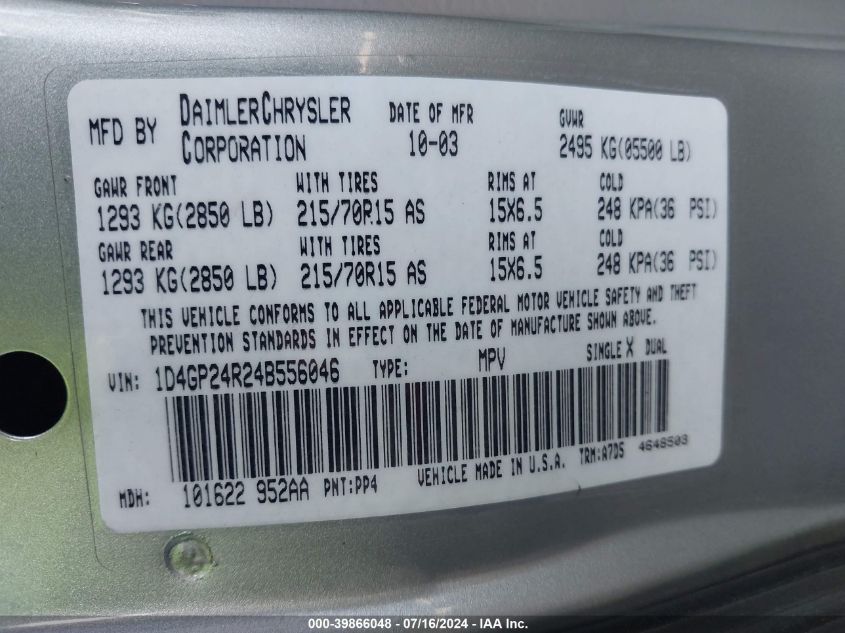 MFD BY DAIMLERCHRYSLER CORPORATION DATE OF MFR 10-03 GVWR 2495 KG(05500 LB)
GAWR FRONT WITH TIRES RIMS AT COLD
1293 KG(2850 LB) 215/70R15 AS 15X6.5 248 KPA(36 PSI)
GAWR REAR WITH TIRES RIMS AT COLD
1293 KG(2850 LB) 215/70R15 AS 15X6.5 248 KPA(36 PSI)
THIS VEHICLE CONFORMS TO ALL APPLICABLE FEDERAL MOTOR VEHICLE SAFETY AND THEFT
PREVENTION STANDARDS IN EFFECT ON THE DATE OF MANUFACTURE SHOWN ABOVE.
VIN: 1D4GP24R24B556046 TYPE: MPV SINGLE X DUAL
MDH: 101622 952AA PNT:PP4 VEHICLE MADE IN U.S.A. TRM:A7D5 4648503
000-39866048 - 07/16/2024 - IAA Inc.